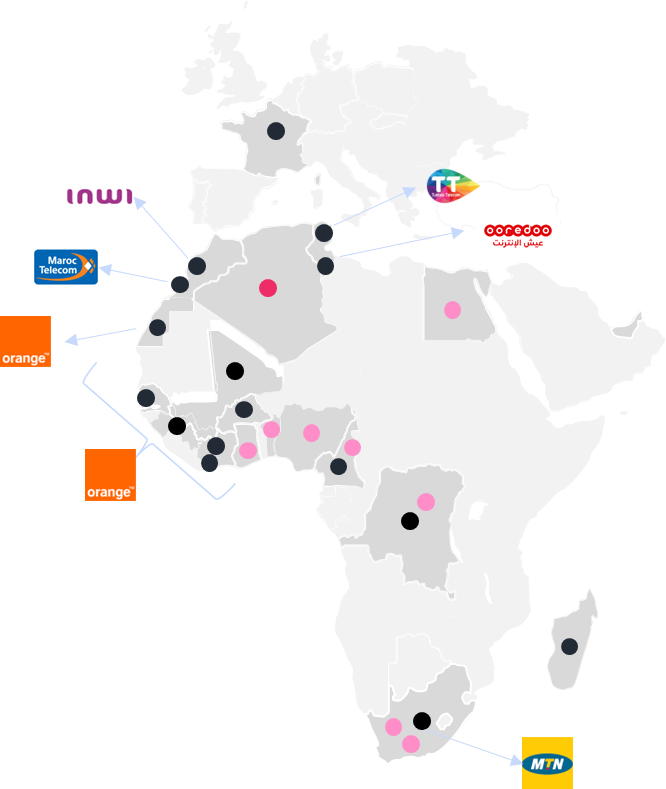 inwi
TT
Tunisie Telecom
ooredoo
عيش الإنترنت
Maroc
Telecom
orange™
orange™
MTN